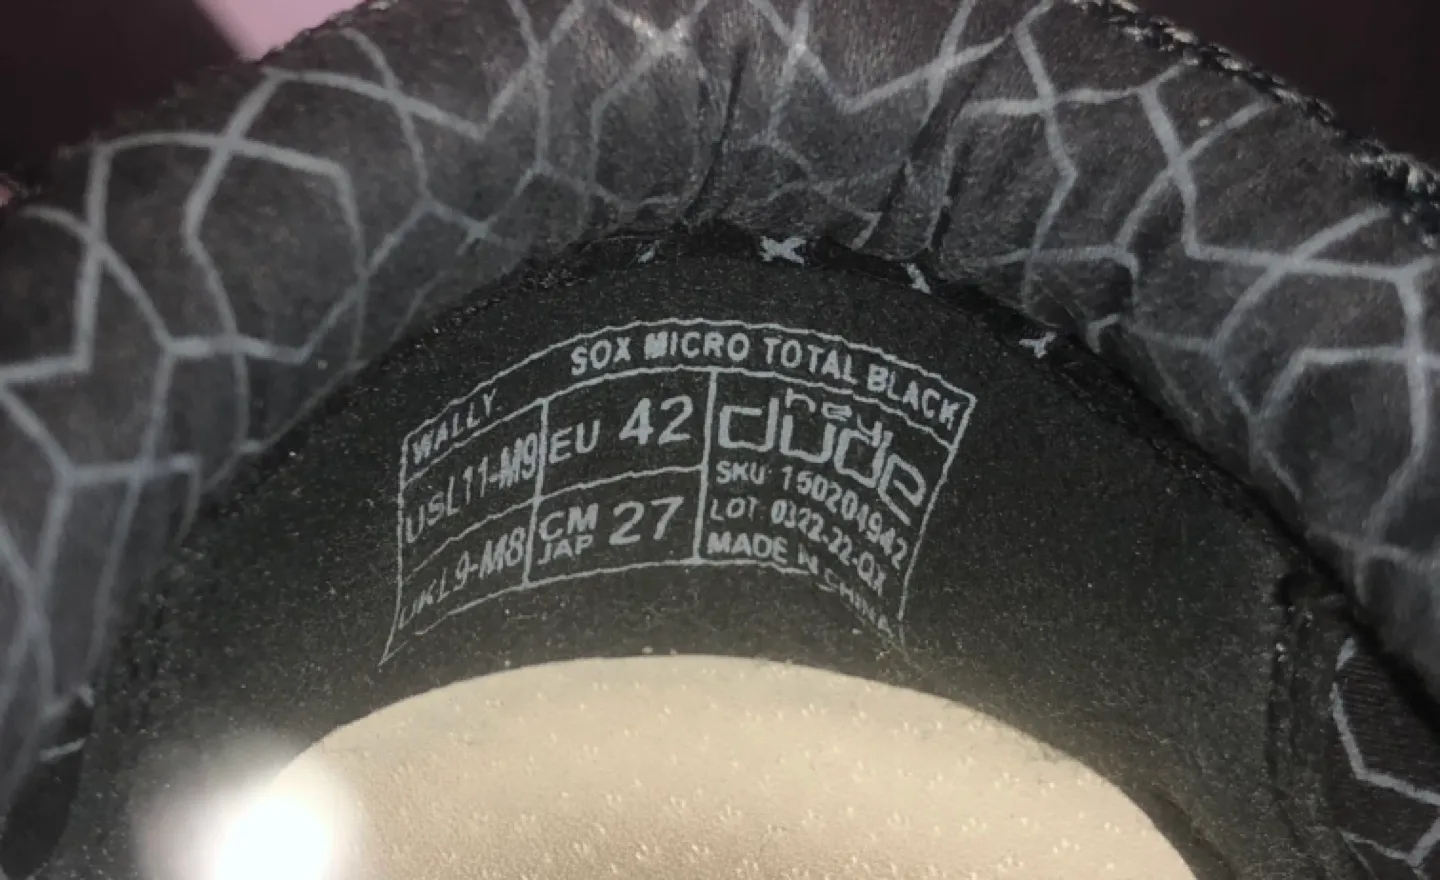 WALLY SOX MICRO TOTAL BLACK
USL11-M9
EU 42
UKL9-M8
CM
JAP 27
hey
dude
SKU 150204942
LOT 0322-22-QX
MADE IN CHINA